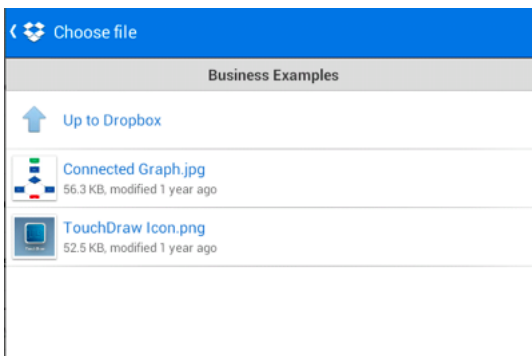 Choose file
Business Examples
Up to Dropbox
Connected Graph.jpg
56.3 KB, modified 1 year ago
TouchDraw Icon.png
52.5 KB, modified 1 year ago